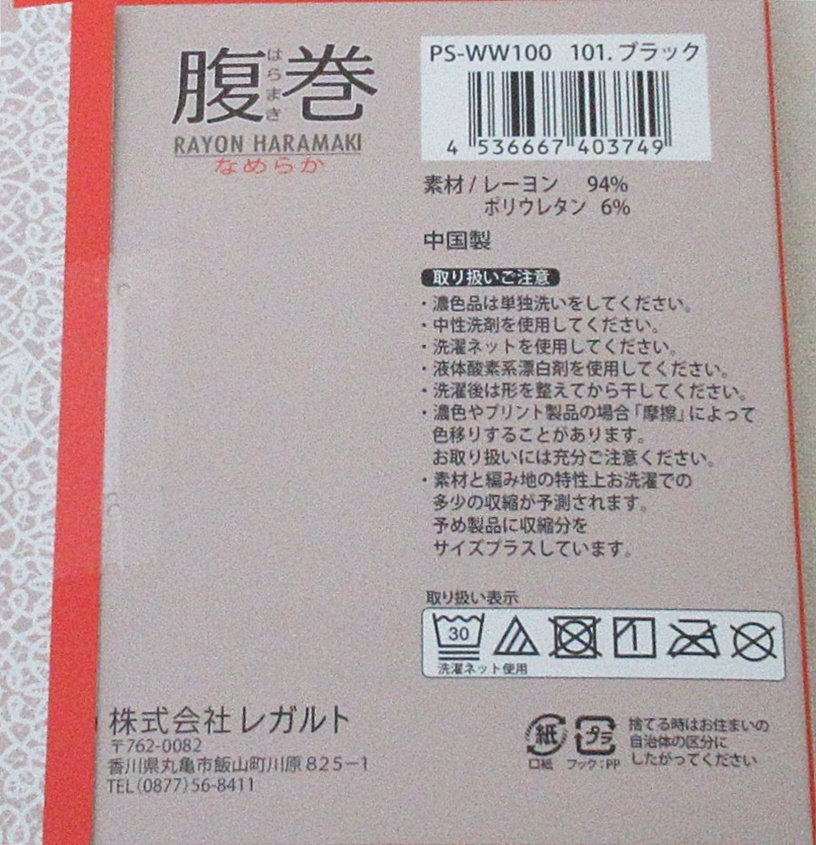 腹巻
はらまき
RAYON HARAMAKI
なめらか
PS-WW100 101.ブラック
4 536667 403749
素材/レーヨン 94%
ポリウレタン 6%
中国製
取り扱いご注意
・濃色品は単独洗いをしてください。
・中性洗剤を使用してください。
・洗濯ネットを使用してください。
・液体酸素系漂白剤を使用してください。
・洗濯後は形を整えてから干してください。
・濃色やプリント製品の場合「摩擦」によって
色移りすることがあります。
お取り扱いには充分ご注意ください。
・素材と編み地の特性上お洗濯での
多少の収縮が予測されます。
予め製品に収縮分を
サイズプラスしています。
取り扱い表示
30
洗濯ネット使用
株式会社レガルト
〒762-0082
香川県丸亀市飯山町川原825-1
TEL(0877)56-8411
紙
口紙
プラ
フック:PP
捨てる時はお住まいの
自治体の区分に
したがってください